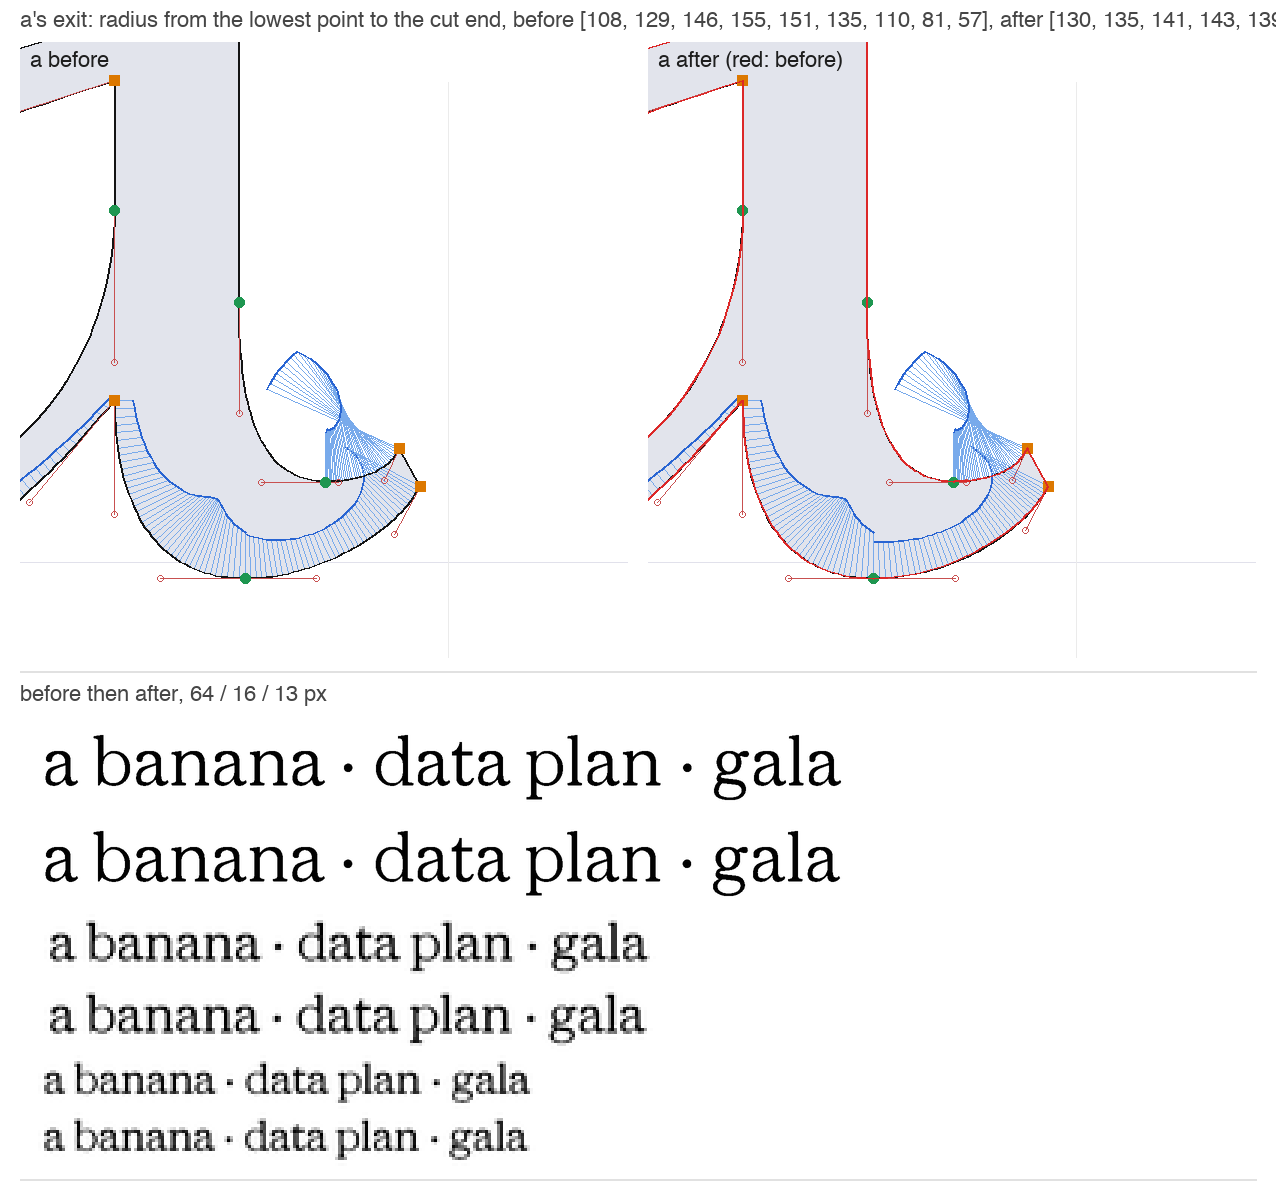 a's exit: radius from the lowest point to the cut end, before [108, 129, 146, 155, 151, 135, 110, 81, 57], after [130, 135, 141, 143, 139
a before
a after (red: before)
before then after, 64 / 16 / 13 px
a banana · data plan · gala
a banana · data plan · gala
a banana · data plan · gala
a banana · data plan · gala
a banana · data plan · gala
a banana · data plan · gala